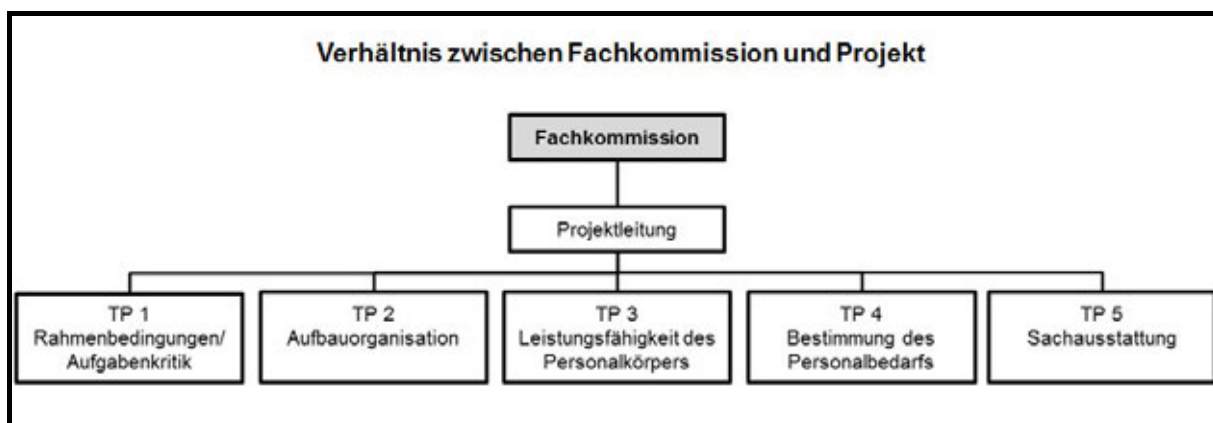 Verhältnis zwischen Fachkommission und Projekt
Fachkommission
Projektleitung
TP 1
Rahmenbedingungen/
Aufgabenkritik
TP 2
Aufbauorganisation
TP 3
Leistungsfähigkeit des
Personalkörpers
TP 4
Bestimmung des
Personalbedarfs
TP 5
Sachausstattung